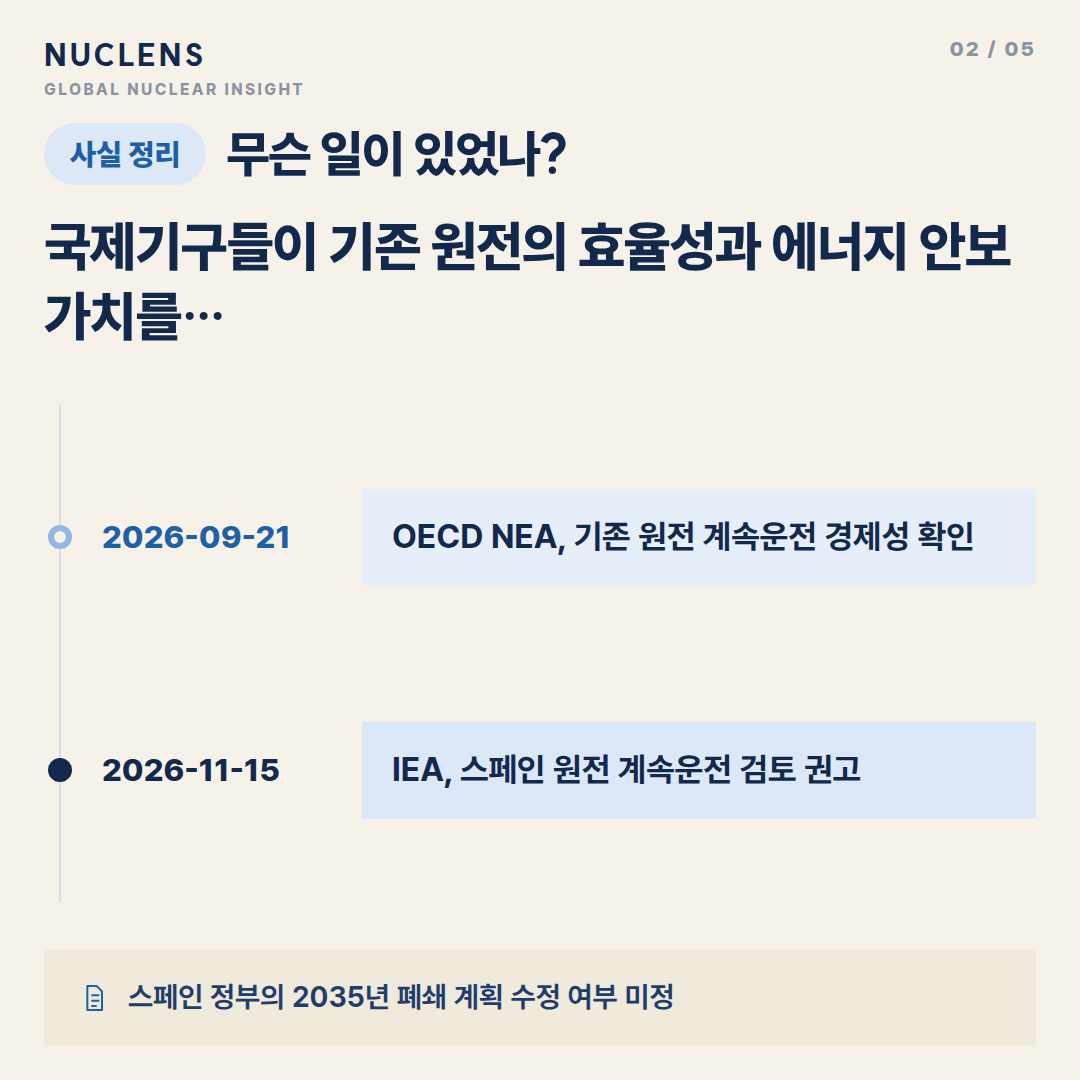 NUCLENS
02 / 05
GLOBAL NUCLEAR INSIGHT
사실 정리 무슨 일이 있었나?
국제기구들이 기존 원전의 효율성과 에너지 안보
가치를…
2026-09-21 OECD NEA, 기존 원전 계속운전 경제성 확인
2026-11-15 IEA, 스페인 원전 계속운전 검토 권고
스페인 정부의 2035년 폐쇄 계획 수정 여부 미정